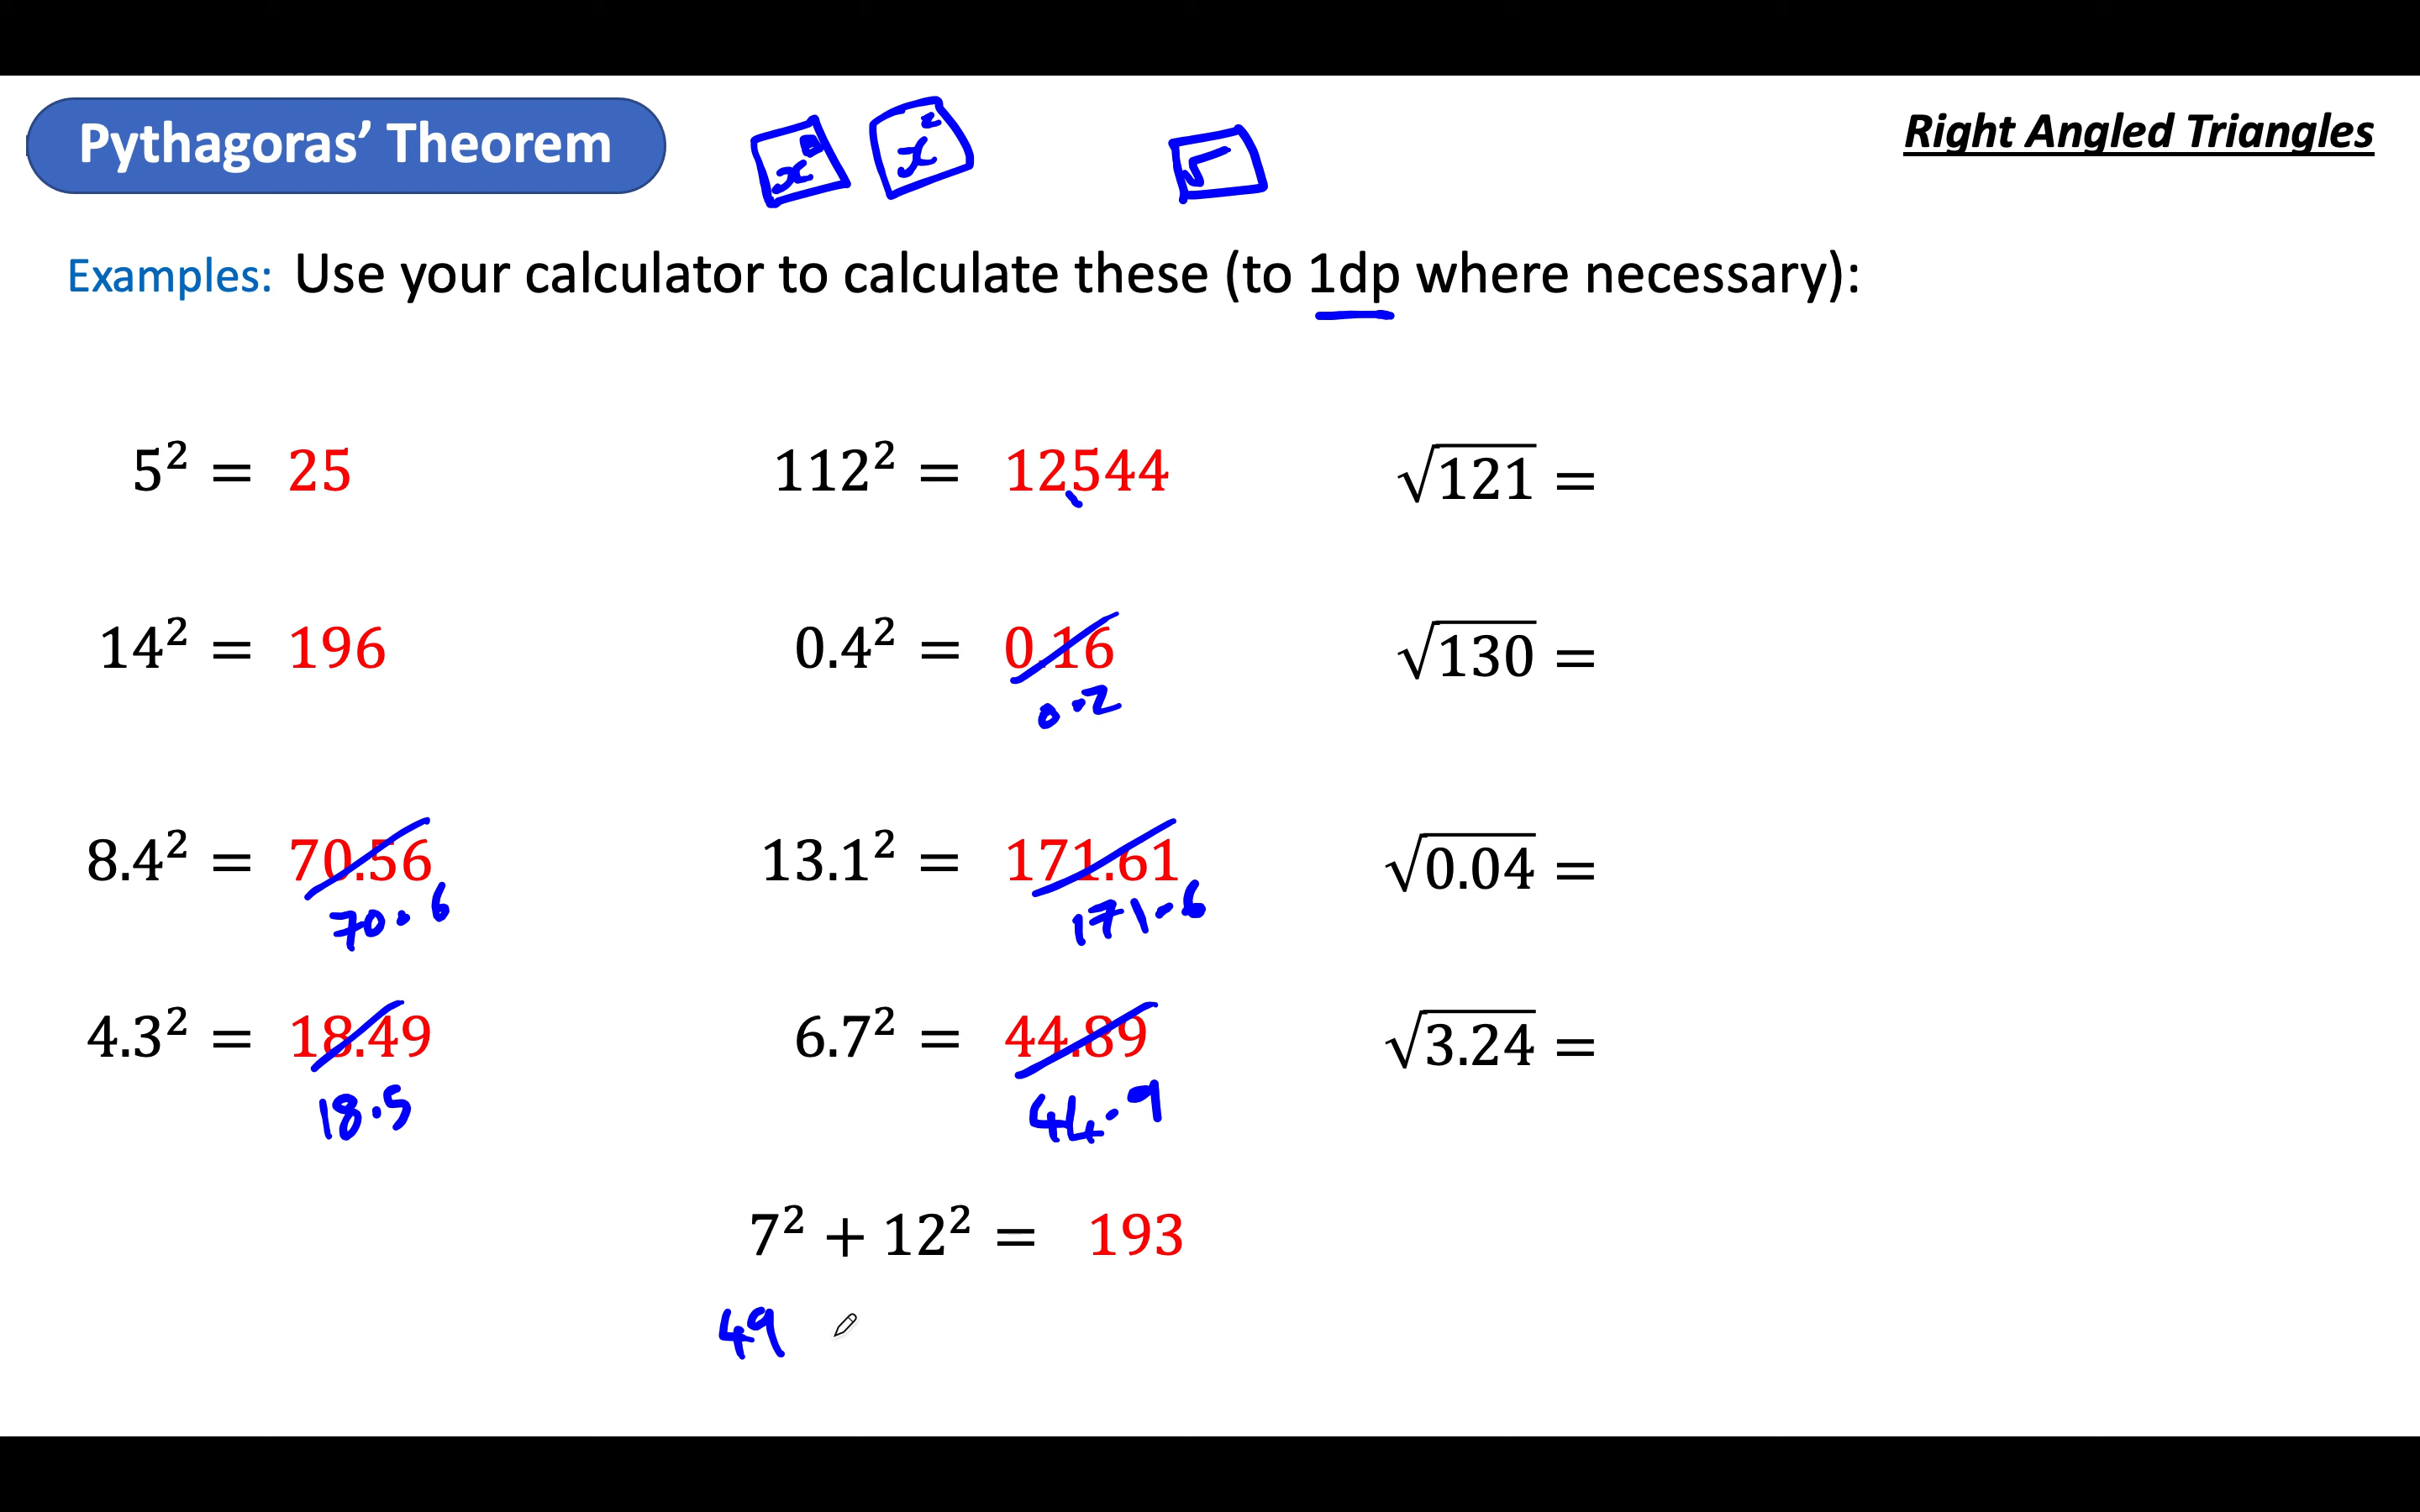 Pythagoras’ Theorem
xº x² √
Right Angled Triangles
Examples: Use your calculator to calculate these (to 1dp where necessary):
5² = 25
112² = 12544
√121 =
14² = 196
0.4² = 0.16
√130 =
0.2
8.4² = 70.56
13.1² = 171.61
√0.04 =
70.6
171.6
4.3² = 18.49
6.7² = 44.89
√3.24 =
18.5
44.9
7² + 12² = 193
49